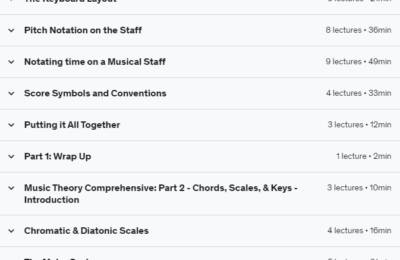 The Keyboard Layout
Pitch Notation on the Staff 8 lectures • 36min
Notating time on a Musical Staff 9 lectures • 49min
Score Symbols and Conventions 4 lectures • 33min
Putting it All Together 3 lectures • 12min
Part 1: Wrap Up 1 lecture • 2min
Music Theory Comprehensive: Part 2 - Chords, Scales, & Keys - 3 lectures • 10min
Introduction
Chromatic & Diatonic Scales 4 lectures • 16min